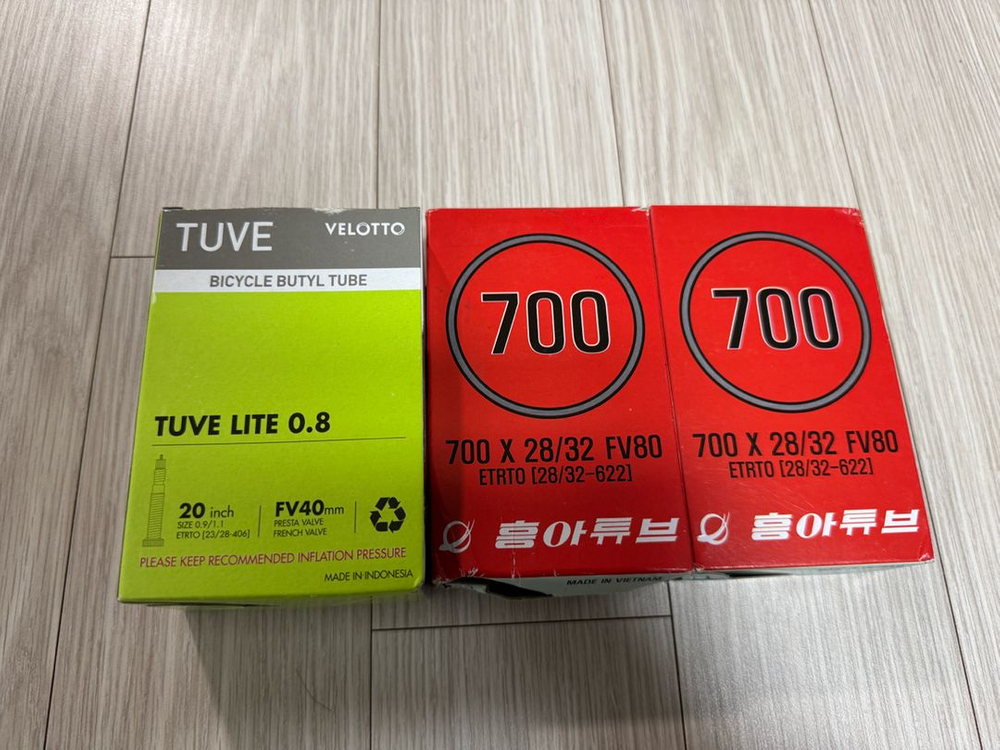 TUVE
VELOTTO
BICYCLE BUTYL TUBE
TUVE LITE 0.8
20 inch
SIZE 0.9/1.1
ETRTO [23/28-406]
FV40mm
PRESTA VALVE
FRENCH VALVE
PLEASE KEEP RECOMMENDED INFLATION PRESSURE
MADE IN INDONESIA
700
700 X 28/32 FV80
ETRTO [28/32-622]
흥아튜브
MADE IN VIETNAM
700
700 X 28/32 FV80
ETRTO [28/32-622]
흥아튜브